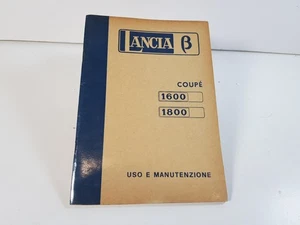 LANCIA β
COUPÉ
1600
1800
USO E MANUTENZIONE